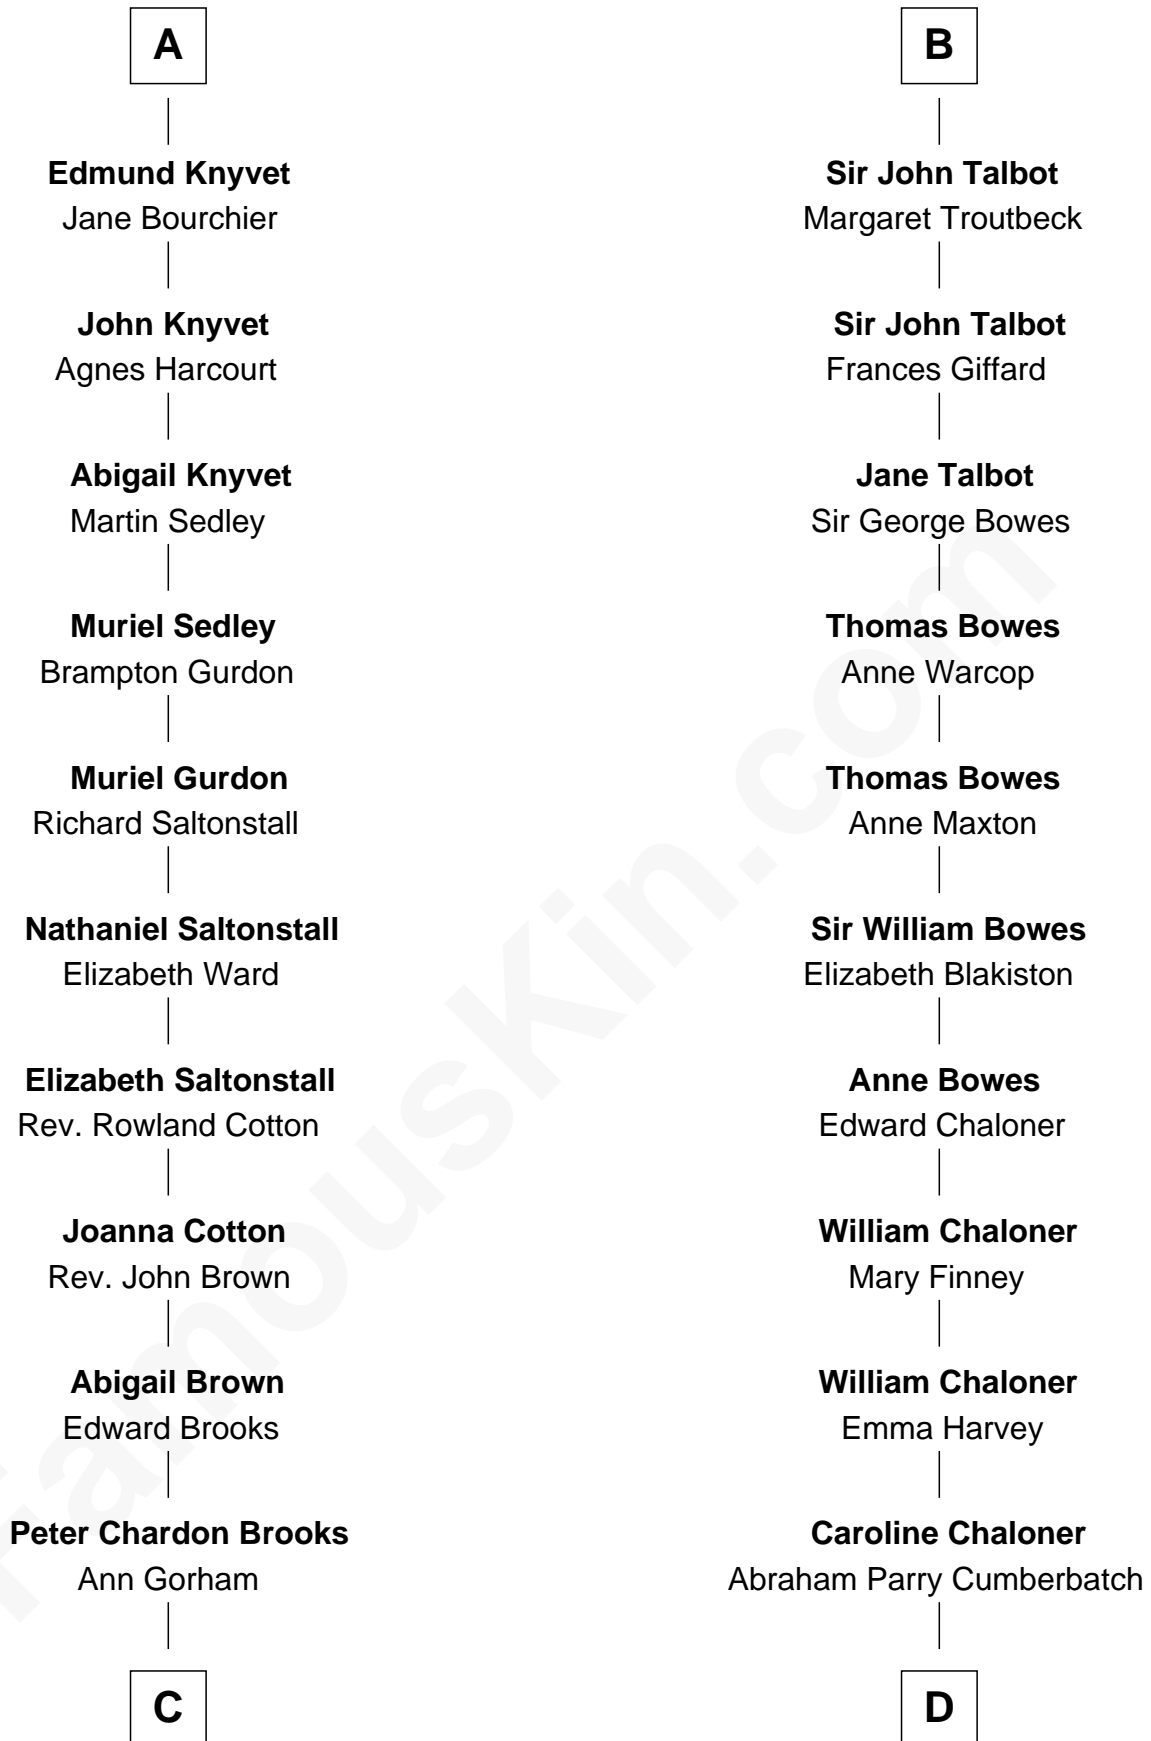 A
Edmund Knyvet
Jane Bourchier
John Knyvet
Agnes Harcourt
Abigail Knyvet
Martin Sedley
Muriel Sedley
Brampton Gurdon
Muriel Gurdon
Richard Saltonstall
Nathaniel Saltonstall
Elizabeth Ward
Elizabeth Saltonstall
Rev. Rowland Cotton
Joanna Cotton
Rev. John Brown
Abigail Brown
Edward Brooks
Peter Chardon Brooks
Ann Gorham
C
B
Sir John Talbot
Margaret Troutbeck
Sir John Talbot
Frances Giffard
Jane Talbot
Sir George Bowes
Thomas Bowes
Anne Warcop
Thomas Bowes
Anne Maxton
Sir William Bowes
Elizabeth Blakiston
Anne Bowes
Edward Chaloner
William Chaloner
Mary Finney
William Chaloner
Emma Harvey
Caroline Chaloner
Abraham Parry Cumberbatch
D
FamousKin.com